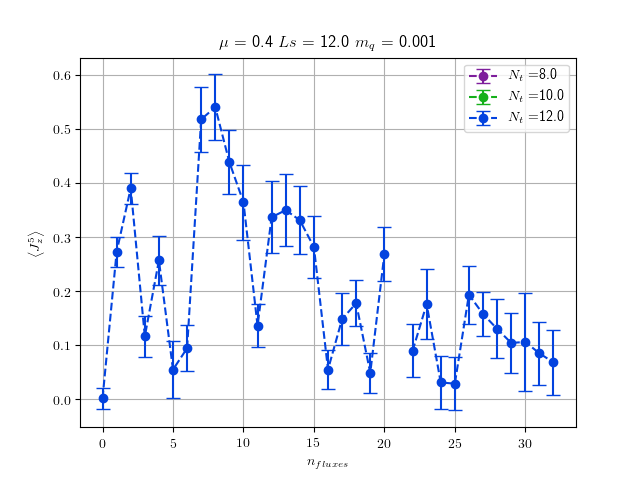 μ = 0.4 Ls = 12.0 m_q = 0.001
N_t =8.0
N_t =10.0
N_t =12.0
⟨J_z^5⟩
0.6
0.5
0.4
0.3
0.2
0.1
0.0
0 5 10 15 20 25 30
n_fluxes